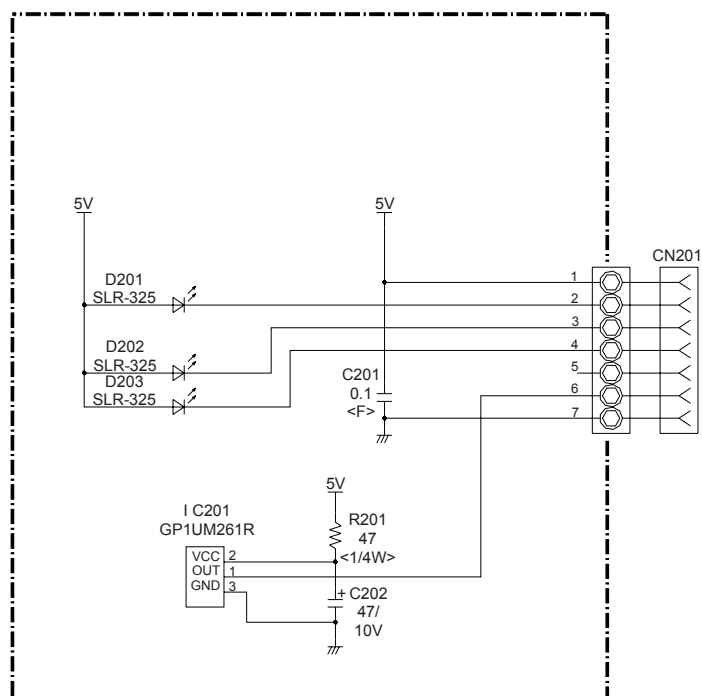 5V
5V
CN201
D201
SLR-325
D202
SLR-325
D203
SLR-325
1
2
3
4
5
6
7
C201
0.1
<F>
5V
I C201
GP1UM261R
R201
47
<1/4W>
VCC 2
OUT 1
GND 3
+ C202
47/
10V